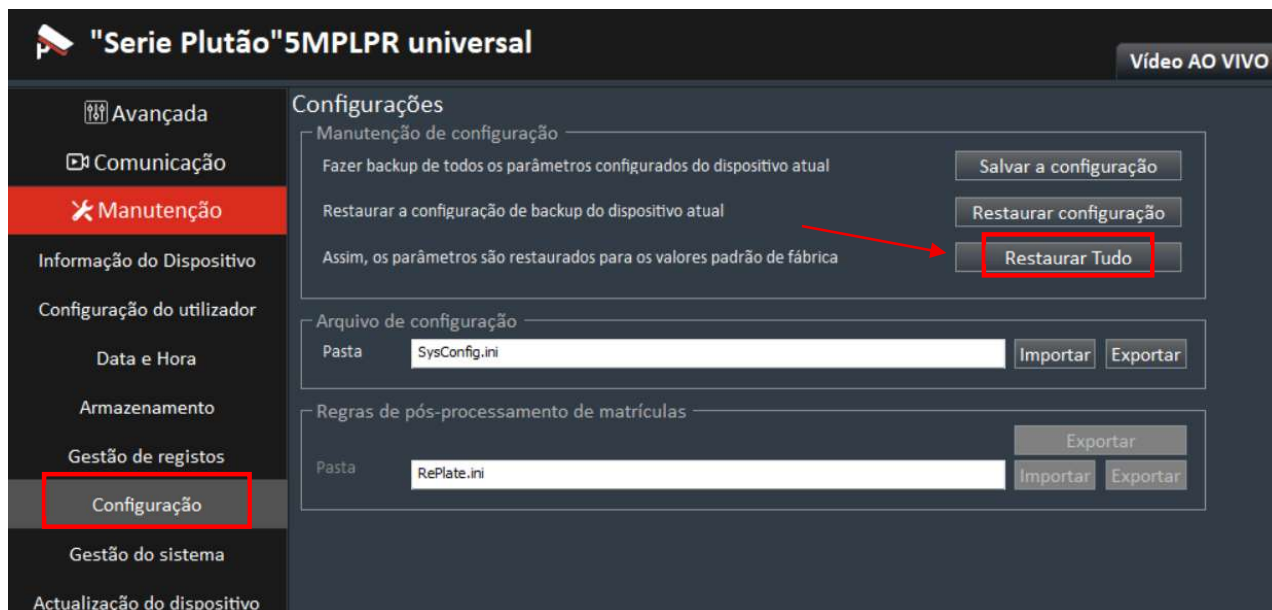 "Serie Plutão"5MPLPR universal
Vídeo AO VIVO
Avançada
Comunicação
Manutenção
Informação do Dispositivo
Configuração do utilizador
Data e Hora
Armazenamento
Gestão de registos
Configuração
Gestão do sistema
Actualização do dispositivo
Configurações
Manutenção de configuração
Fazer backup de todos os parâmetros configurados do dispositivo atual Salvar a configuração
Restaurar a configuração de backup do dispositivo atual Restaurar configuração
Assim, os parâmetros são restaurados para os valores padrão de fábrica Restaurar Tudo
Arquivo de configuração
Pasta SysConfig.ini Importar Exportar
Regras de pós-processamento de matrículas
Exportar
Pasta RePlate.ini Importar Exportar